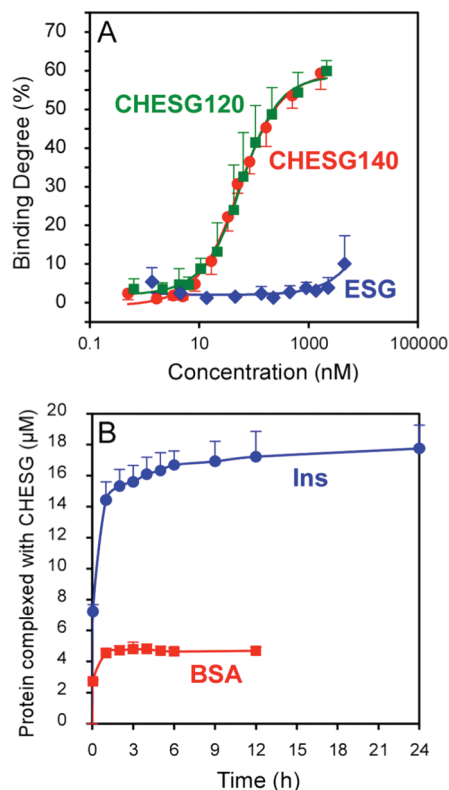 A
70
60
50
40
30
20
10
0
Binding Degree (%)
CHESG120
CHESG140
ESG
0.1 10 1000 100000
Concentration (nM)
B
20
18
16
14
12
10
8
6
4
2
0
Protein complexed with CHESG (µM)
Ins
BSA
0 3 6 9 12 15 18 21 24
Time (h)